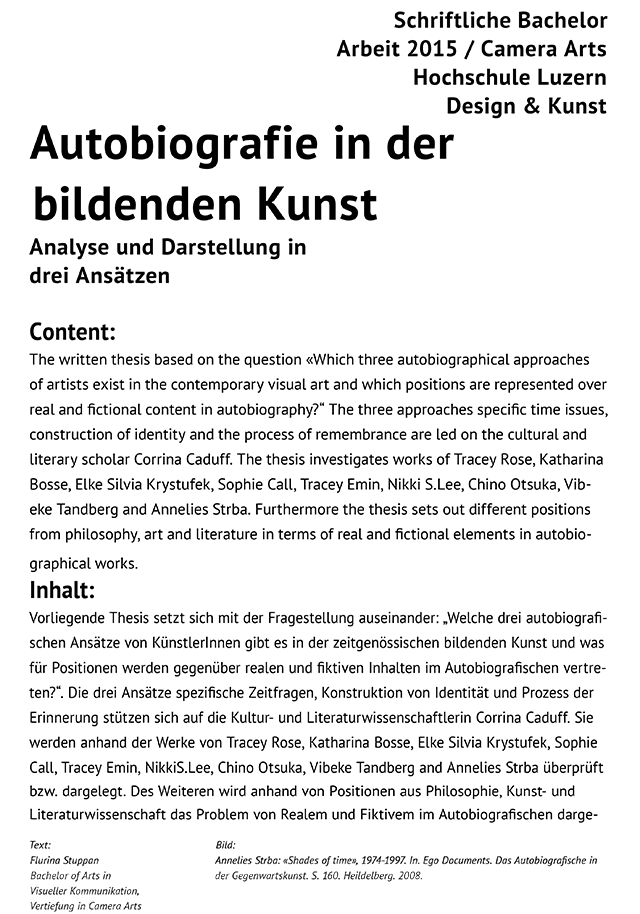 Schriftliche Bachelor
Arbeit 2015 / Camera Arts
Hochschule Luzern
Design & Kunst
Autobiografie in der
bildenden Kunst
Analyse und Darstellung in
drei Ansätzen
Content:
The written thesis based on the question «Which three autobiographical approaches
of artists exist in the contemporary visual art and which positions are represented over
real and fictional content in autobiography?“ The three approaches specific time issues,
construction of identity and the process of remembrance are led on the cultural and
literary scholar Corrina Caduff. The thesis investigates works of Tracey Rose, Katharina
Bosse, Elke Silvia Krystufek, Sophie Call, Tracey Emin, Nikki S.Lee, Chino Otsuka, Vib-
eke Tandberg and Annelies Strba. Furthermore the thesis sets out different positions
from philosophy, art and literature in terms of real and fictional elements in autobio-
graphical works.
Inhalt:
Vorliegende Thesis setzt sich mit der Fragestellung auseinander: „Welche drei autobiografi-
schen Ansätze von KünstlerInnen gibt es in der zeitgenössischen bildenden Kunst und was
für Positionen werden gegenüber realen und fiktiven Inhalten im Autobiografischen vertre-
ten?“. Die drei Ansätze spezifische Zeitfragen, Konstruktion von Identität und Prozess der
Erinnerung stützen sich auf die Kultur- und Literaturwissenschaftlerin Corrina Caduff. Sie
werden anhand der Werke von Tracey Rose, Katharina Bosse, Elke Silvia Krystufek, Sophie
Call, Tracey Emin, NikkiS.Lee, Chino Otsuka, Vibeke Tandberg and Annelies Strba überprüft
bzw. dargelegt. Des Weiteren wird anhand von Positionen aus Philosophie, Kunst- und
Literaturwissenschaft das Problem von Realem und Fiktivem im Autobiografischen darge-
Text:
Flurina Stuppan
Bachelor of Arts in
Visueller Kommunikation,
Vertiefung in Camera Arts
Bild:
Annelies Strba: «Shades of time», 1974-1997. In. Ego Documents. Das Autobiografische in
der Gegenwartskunst. S. 160. Heildelberg. 2008.